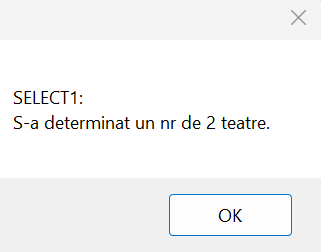 SELECT1:
S-a determinat un nr de 2 teatre.
OK